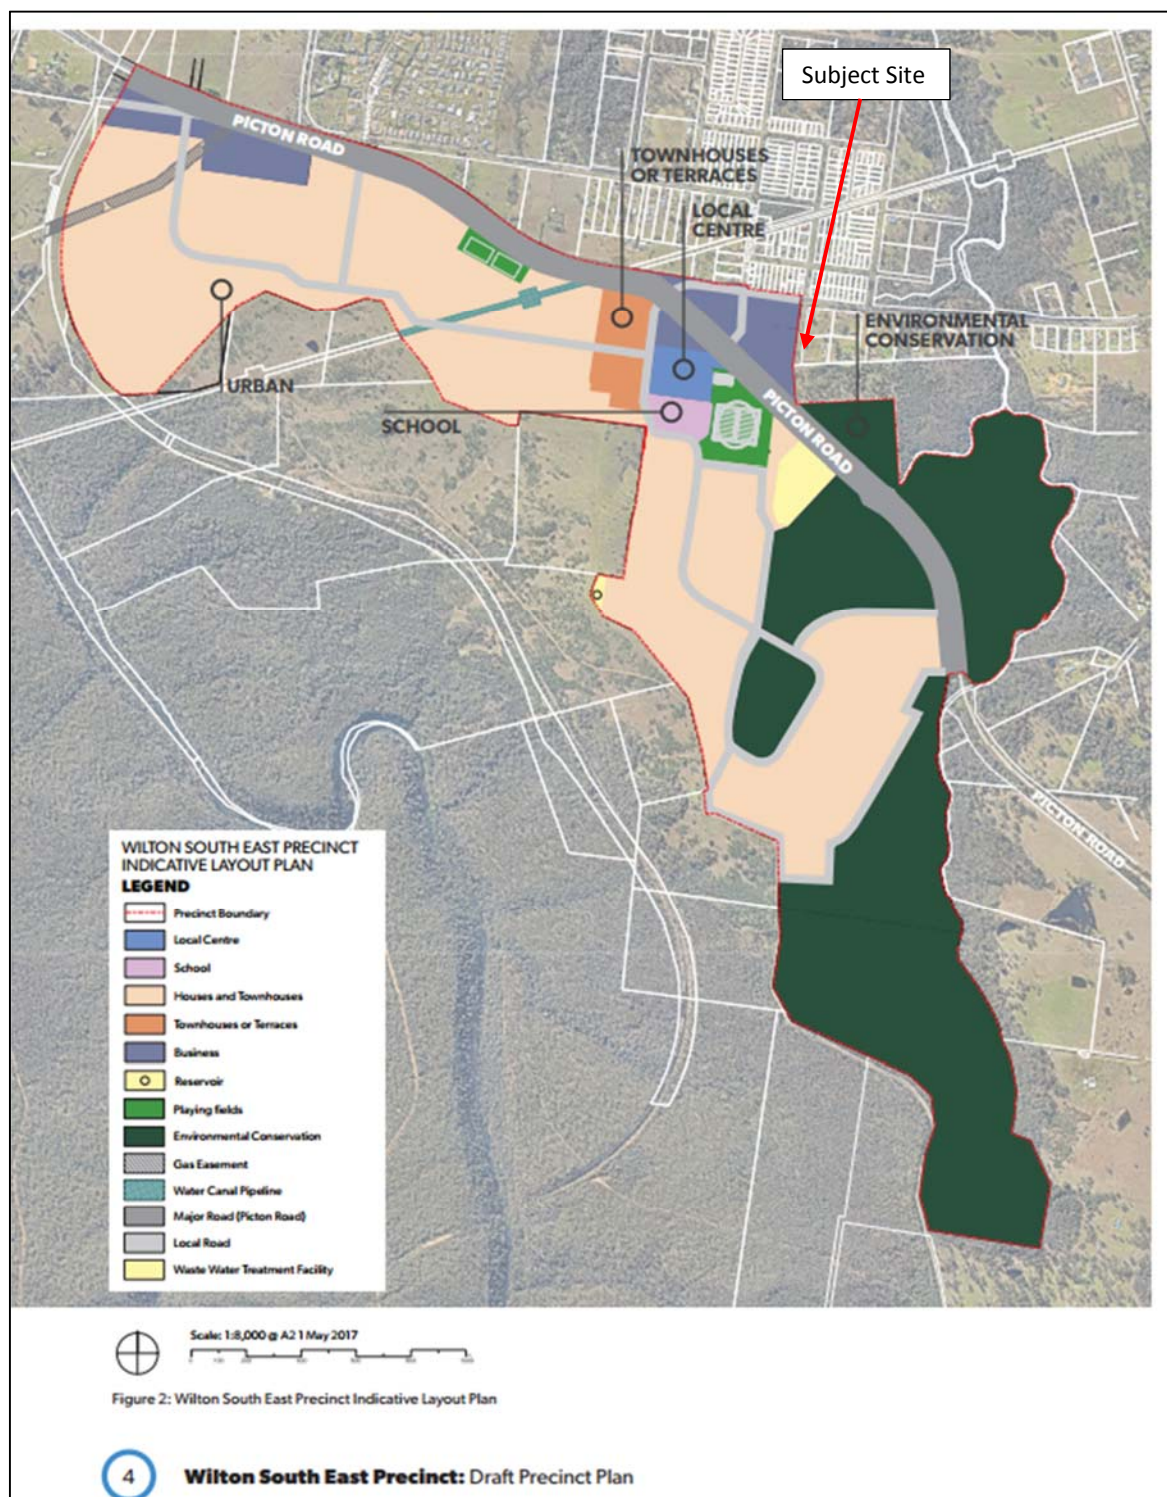 Subject Site
PICTON ROAD
TOWNHOUSES
OR TERRACES
LOCAL
CENTRE
ENVIRONMENTAL
CONSERVATION
URBAN
SCHOOL
PICTON ROAD
PICTON ROAD
WILTON SOUTH EAST PRECINCT
INDICATIVE LAYOUT PLAN
LEGEND
Precinct Boundary
Local Centre
School
Houses and Townhouses
Townhouses or Terraces
Business
Reservoir
Playing fields
Environmental Conservation
Gas Easement
Water Canal Pipeline
Major Road (Picton Road)
Local Road
Waste Water Treatment Facility
Scale: 1:8,000 @ A2 1 May 2017
Figure 2: Wilton South East Precinct Indicative Layout Plan
4 Wilton South East Precinct: Draft Precinct Plan